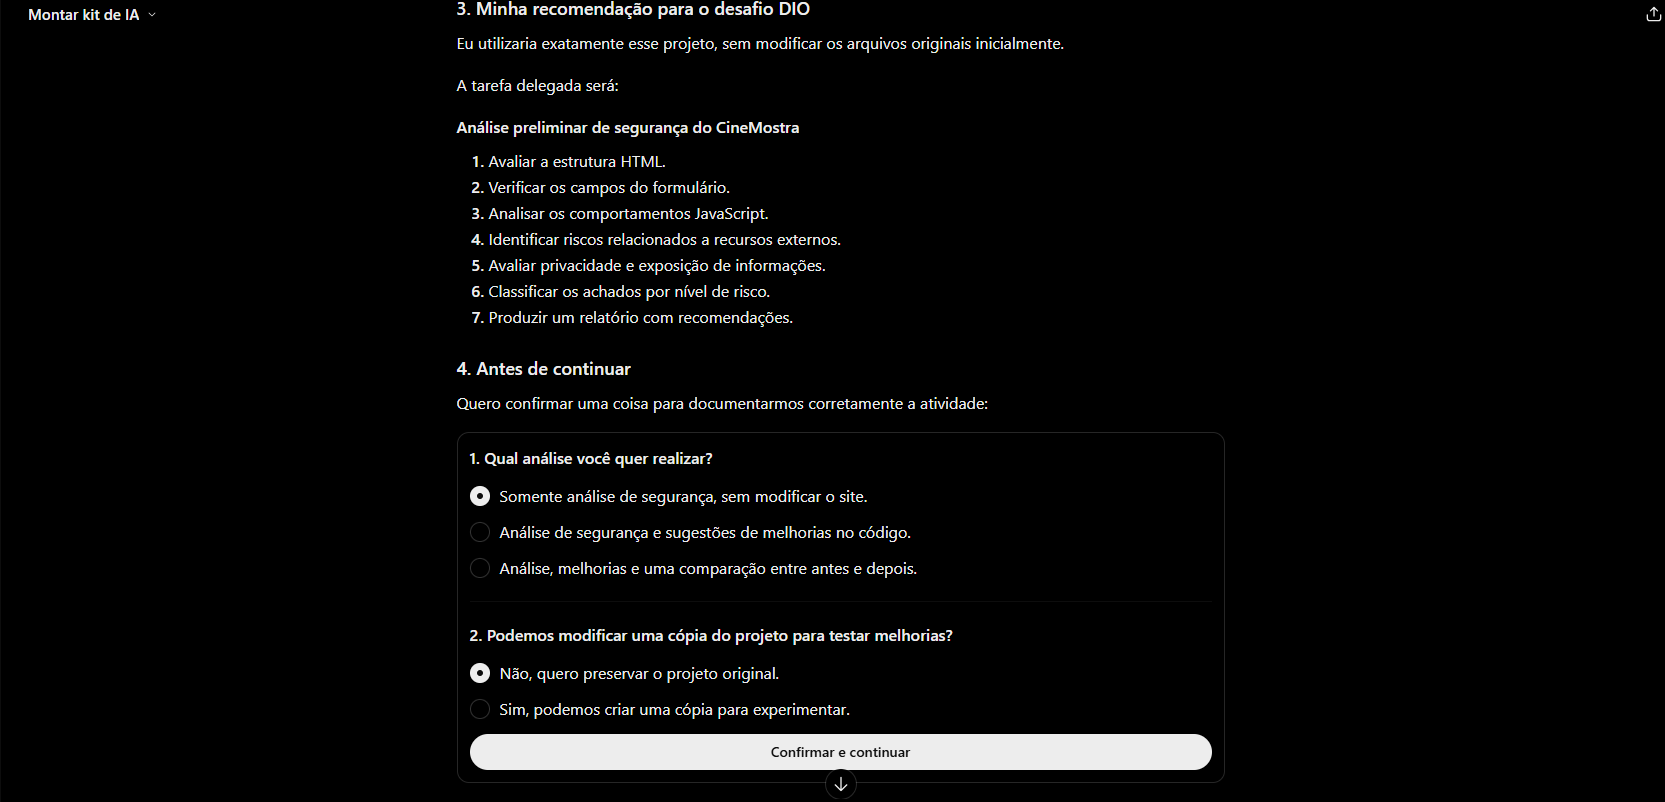 Montar kit de IA
3. Minha recomendação para o desafio DIO
Eu utilizaria exatamente esse projeto, sem modificar os arquivos originais inicialmente.
A tarefa delegada será:
Análise preliminar de segurança do CineMostra
1. Avaliar a estrutura HTML.
2. Verificar os campos do formulário.
3. Analisar os comportamentos JavaScript.
4. Identificar riscos relacionados a recursos externos.
5. Avaliar privacidade e exposição de informações.
6. Classificar os achados por nível de risco.
7. Produzir um relatório com recomendações.
4. Antes de continuar
Quero confirmar uma coisa para documentarmos corretamente a atividade:
1. Qual análise você quer realizar?
Somente análise de segurança, sem modificar o site.
Análise de segurança e sugestões de melhorias no código.
Análise, melhorias e uma comparação entre antes e depois.
2. Podemos modificar uma cópia do projeto para testar melhorias?
Não, quero preservar o projeto original.
Sim, podemos criar uma cópia para experimentar.
Confirmar e continuar